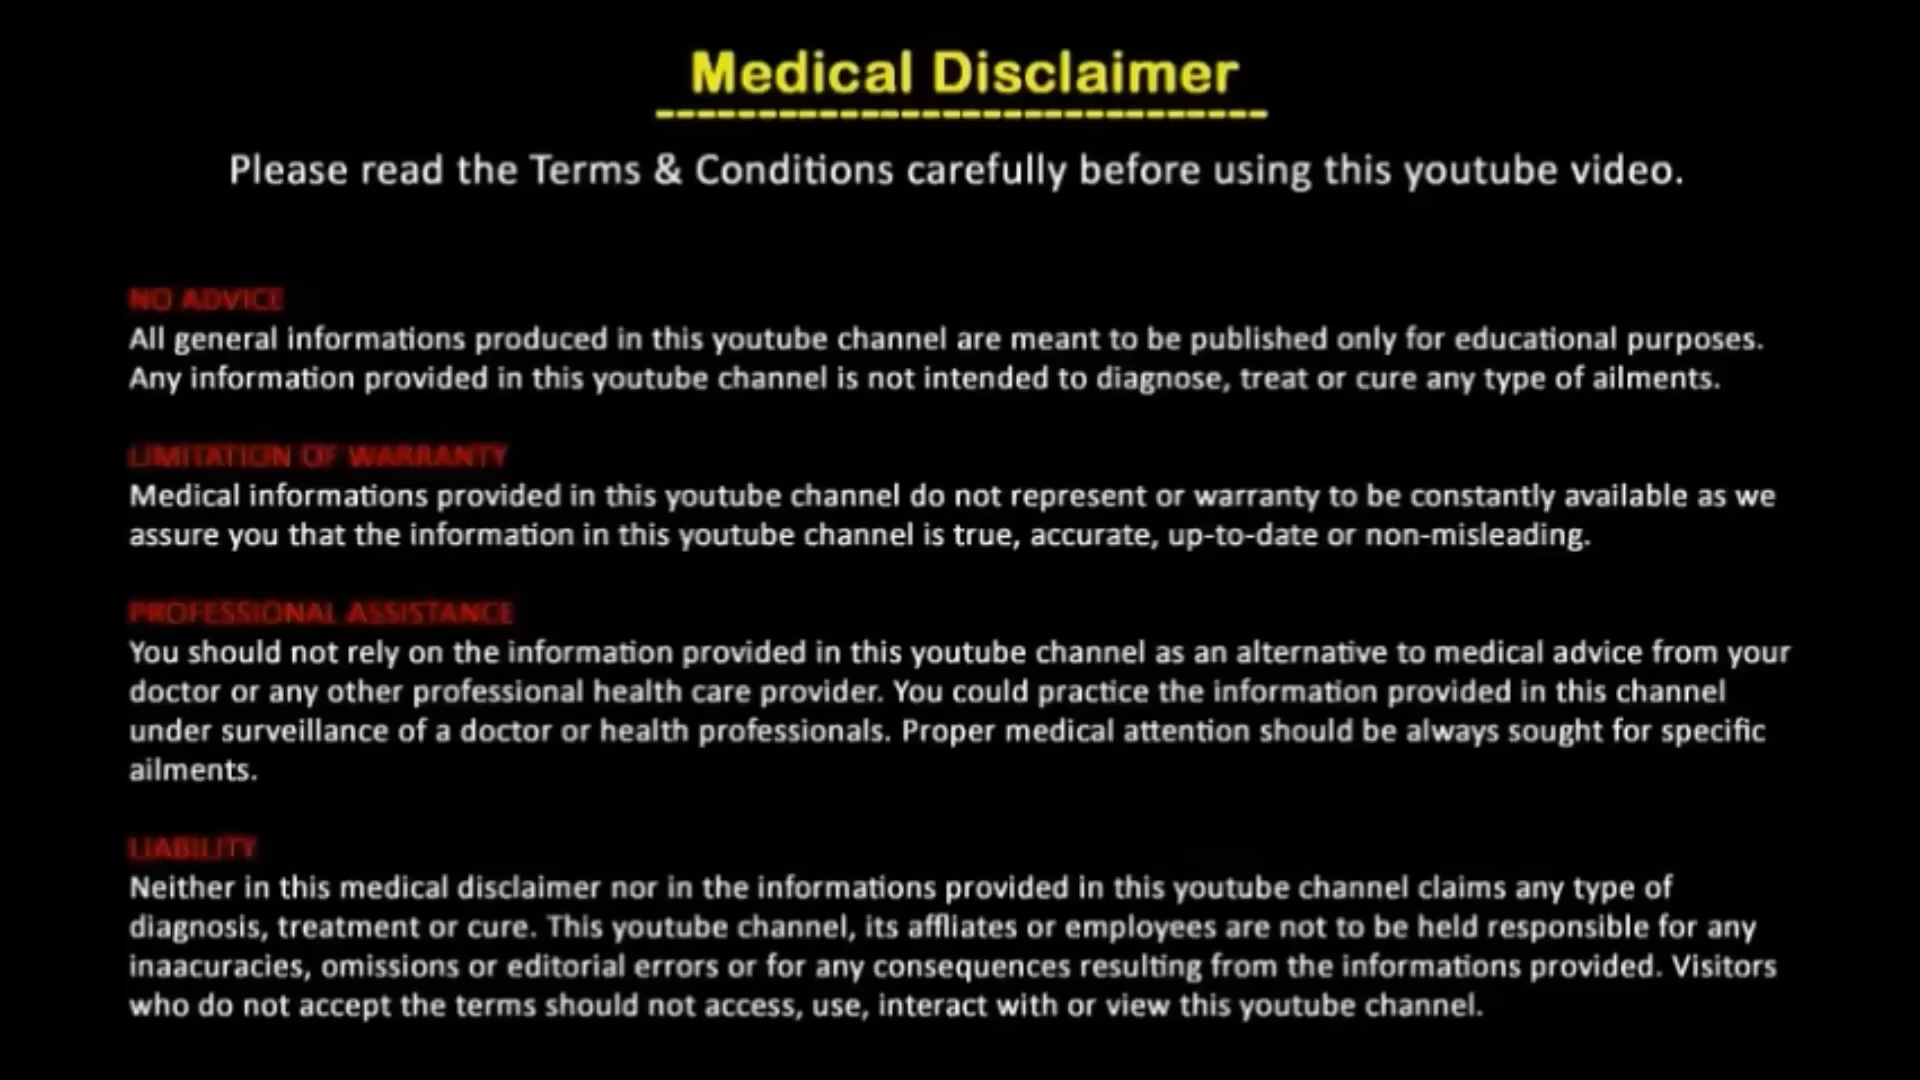 Medical Disclaimer
------------------------------
Please read the Terms & Conditions carefully before using this youtube video.
NO ADVICE
All general informations produced in this youtube channel are meant to be published only for educational purposes.
Any information provided in this youtube channel is not intended to diagnose, treat or cure any type of ailments.
LIMITATION OF WARRANTY
Medical informations provided in this youtube channel do not represent or warranty to be constantly available as we
assure you that the information in this youtube channel is true, accurate, up-to-date or non-misleading.
PROFESSIONAL ASSISTANCE
You should not rely on the information provided in this youtube channel as an alternative to medical advice from your
doctor or any other professional health care provider. You could practice the information provided in this channel
under surveillance of a doctor or health professionals. Proper medical attention should be always sought for specific
ailments.
LIABILITY
Neither in this medical disclaimer nor in the informations provided in this youtube channel claims any type of
diagnosis, treatment or cure. This youtube channel, its affliates or employees are not to be held responsible for any
inaacuracies, omissions or editorial errors or for any consequences resulting from the informations provided. Visitors
who do not accept the terms should not access, use, interact with or view this youtube channel.